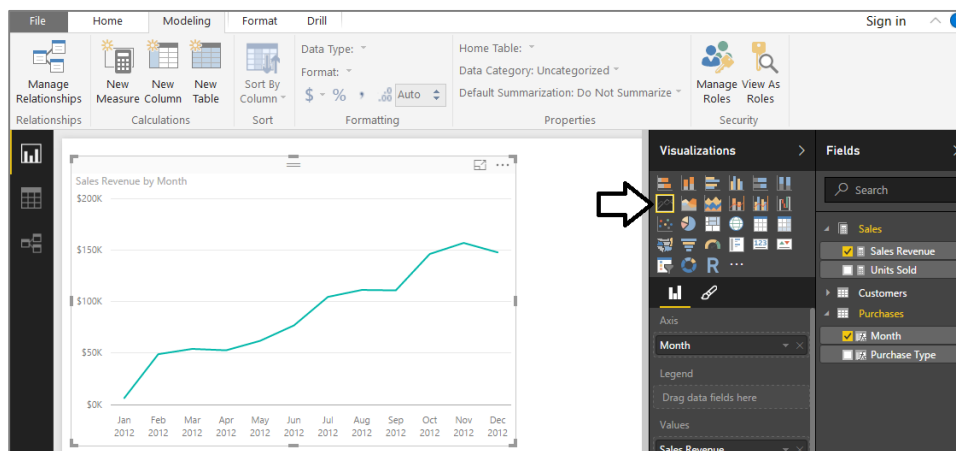 File Home Modeling Format Drill Sign in
Manage Relationships
New Measure
New Column
New Table
Sort By Column
Data Type:
Format:
$ % , .00 Auto
Home Table:
Data Category: Uncategorized
Default Summarization: Do Not Summarize
Manage Roles
View As Roles
Relationships Calculations Sort Formatting Properties Security
Sales Revenue by Month
$200K
$150K
$100K
$50K
$0K
Jan Feb Mar Apr May Jun Jul Aug Sep Oct Nov Dec
2012 2012 2012 2012 2012 2012 2012 2012 2012 2012 2012 2012
Visualizations
123
R
Axis
Month
Legend
Drag data fields here
Values
Sales Revenue
Fields
Search
Sales
Sales Revenue
Units Sold
Customers
Purchases
Month
Purchase Type